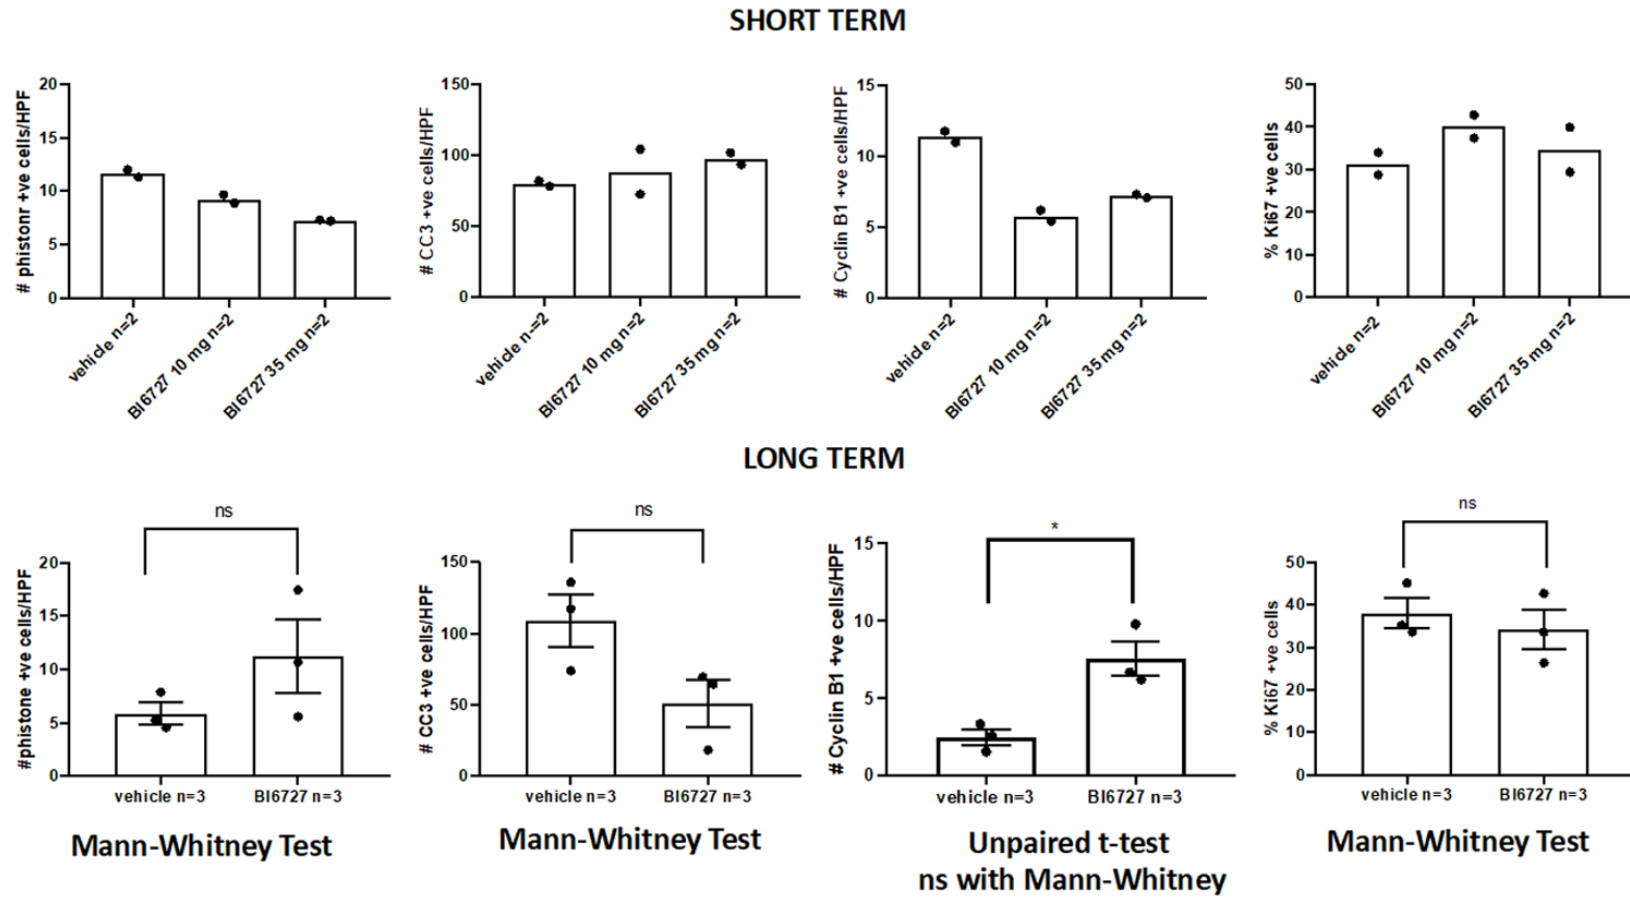 SHORT TERM
# phistonr +ve cells/HPF
20
15
10
5
0
vehicle n=2
BI6727 10 mg n=2
BI6727 35 mg n=2
# CC3 +ve cells/HPF
150
100
50
0
vehicle n-=2
BI6727 10 mg n=2
BI6727 35 mg n=2
# Cyclin B1 +ve cells/HPF
15
10
5
0
vehicle n=2
BI6727 10 mg n=2
BI6727 35 mg n=2
% Ki67 +ve cells
50
40
30
20
10
0
vehicle n=2
BI6727 10 mg n=2
BI6727 35 mg n=2
LONG TERM
ns
#phistone +ve cells/HPF
20
15
10
5
0
vehicle n=3
BI6727 n=3
Mann-Whitney Test
ns
# CC3 +ve cells/HPF
150
100
50
0
vehicle n=3
BI6727 n=3
Mann-Whitney Test
*
# Cyclin B1 +ve cells/HPF
15
10
5
0
vehicle n=3
BI6727 n=3
Unpaired t-test
ns with Mann-Whitney
ns
% Ki67 +ve cells
50
40
30
20
10
0
vehicle n=3
BI6727 n=3
Mann-Whitney Test